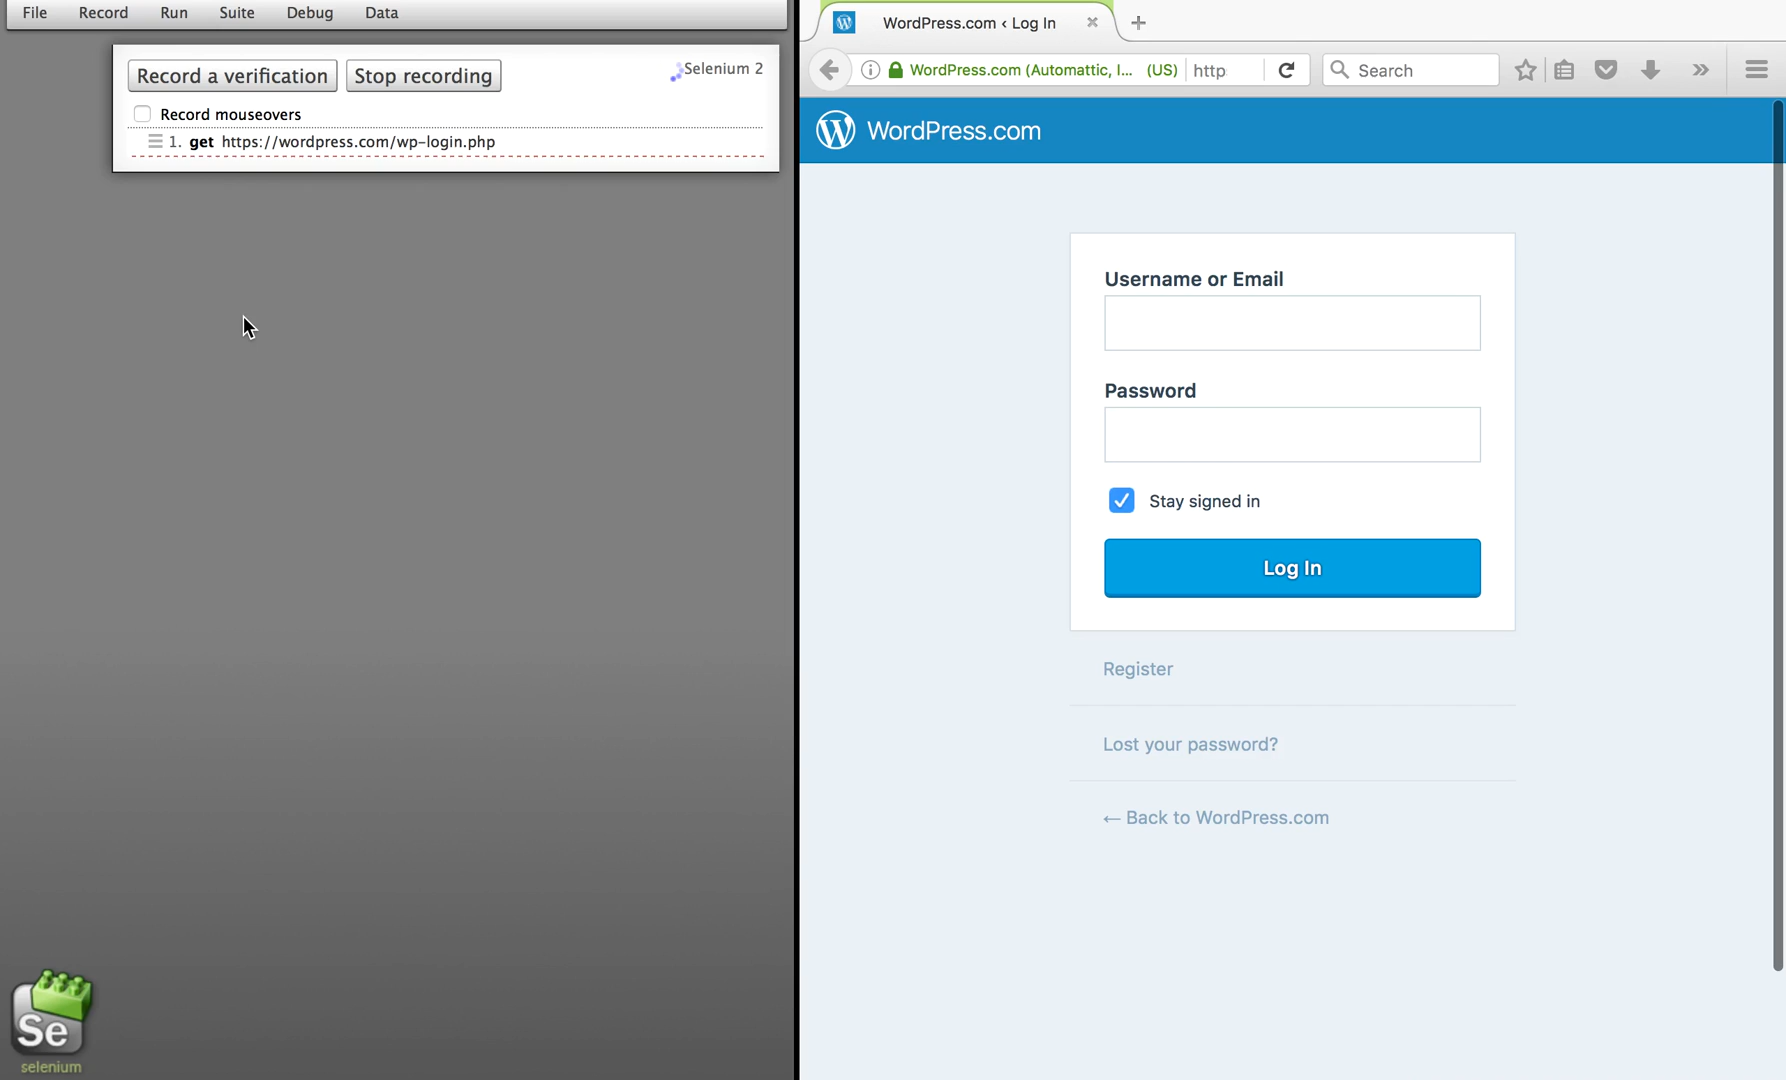 File Record Run Suite Debug Data
Record a verification Stop recording Selenium 2
Record mouseovers
1. get https://wordpress.com/wp-login.php
Se
selenium
WordPress.com ‹ Log In
WordPress.com (Automattic, I... (US) http Search
WordPress.com
Username or Email
Password
Stay signed in
Log In
Register
Lost your password?
← Back to WordPress.com